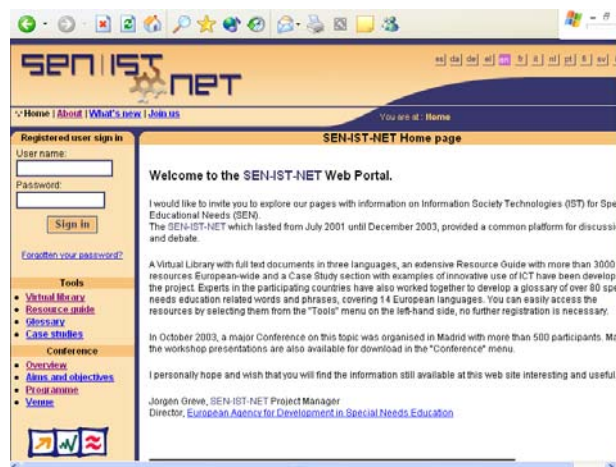 SEN IST NET
es da de el en fr it nl pt fi sv
Home | About | What's new | Join us
You are at : Home
Registered user sign in
SEN-IST-NET Home page
User name:
Password:
Sign in
Forgotten your password?
Welcome to the SEN-IST-NET Web Portal.
I would like to invite you to explore our pages with information on Information Society Technologies (IST) for Spe
Educational Needs (SEN).
The SEN-IST-NET which lasted from July 2001 until December 2003, provided a common platform for discussi
and debate.
A Virtual Library with full text documents in three languages, an extensive Resource Guide with more than 3000
resources European-wide and a Case Study section with examples of innovative use of ICT have been develop
the project. Experts in the participating countries have also worked together to develop a glossary of over 80 spe
needs education related words and phrases, covering 14 European languages. You can easily access the
resources by selecting them from the "Tools" menu on the left-hand side, no further registration is necessary.
In October 2003, a major Conference on this topic was organised in Madrid with more than 500 participants. Ma
the workshop presentations are also available for download in the "Conference" menu.
I personally hope and wish that you will find the information still available at this web site interesting and useful
Jorgen Greve, SEN-IST-NET Project Manager
Director, European Agency for Development in Special Needs Education
Tools
Virtual library
Resource guide
Glossary
Case studies
Conference
Overview
Aims and objectives
Programme
Venue